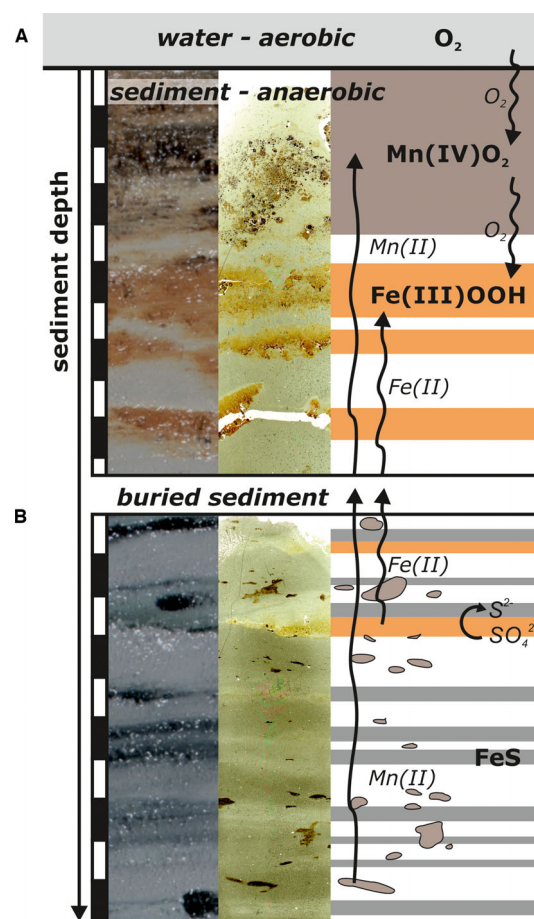 A
water - aerobic O₂
sediment - anaerobic
O₂
Mn(IV)O₂
O₂
Mn(II)
Fe(III)OOH
sediment depth
Fe(II)
buried sediment
B
Fe(II)
S²⁻
SO₄²
FeS
Mn(II)